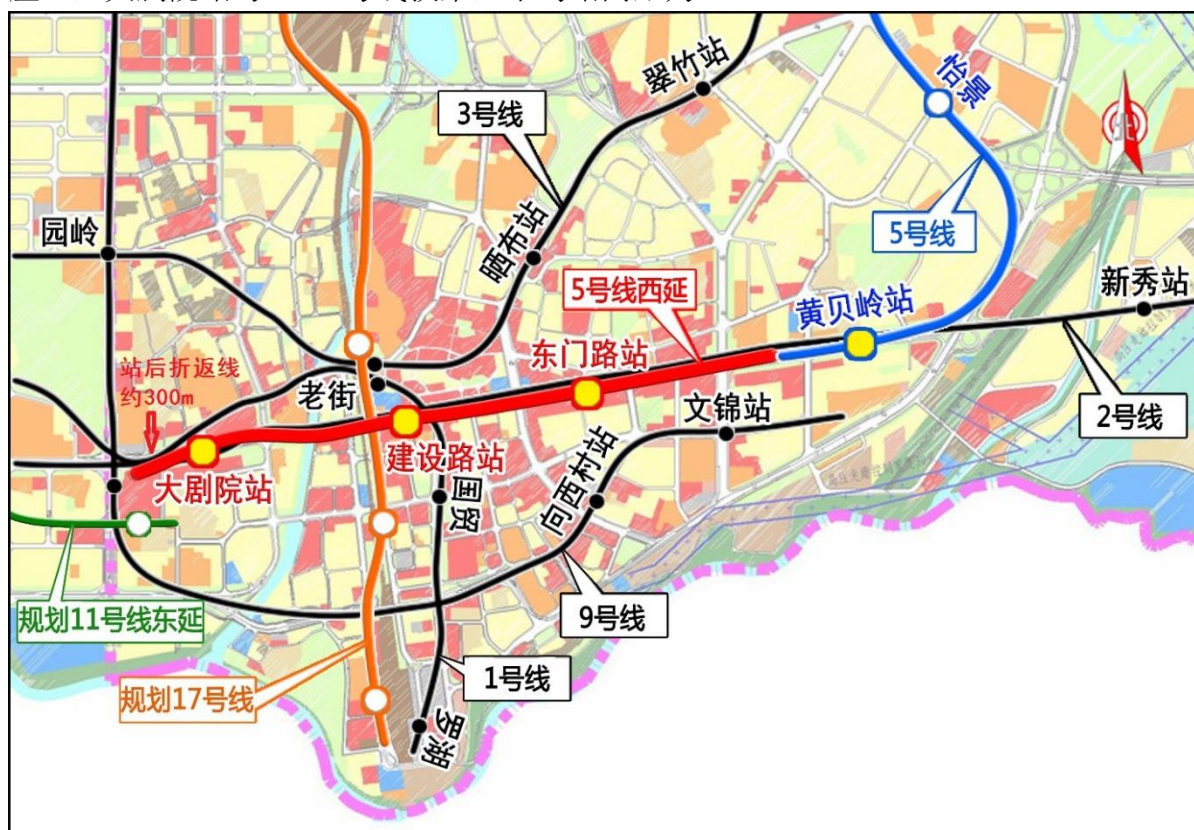 翠竹站
怡景
3号线
北
园岭
晒布站
5号线
5号线西延
黄贝岭站
新秀站
站后折返线
约300m
东门路站
老街
文锦站
2号线
大剧院站
建设路站
国贸
向西村站
规划11号线东延
9号线
1号线
规划17号线
罗湖